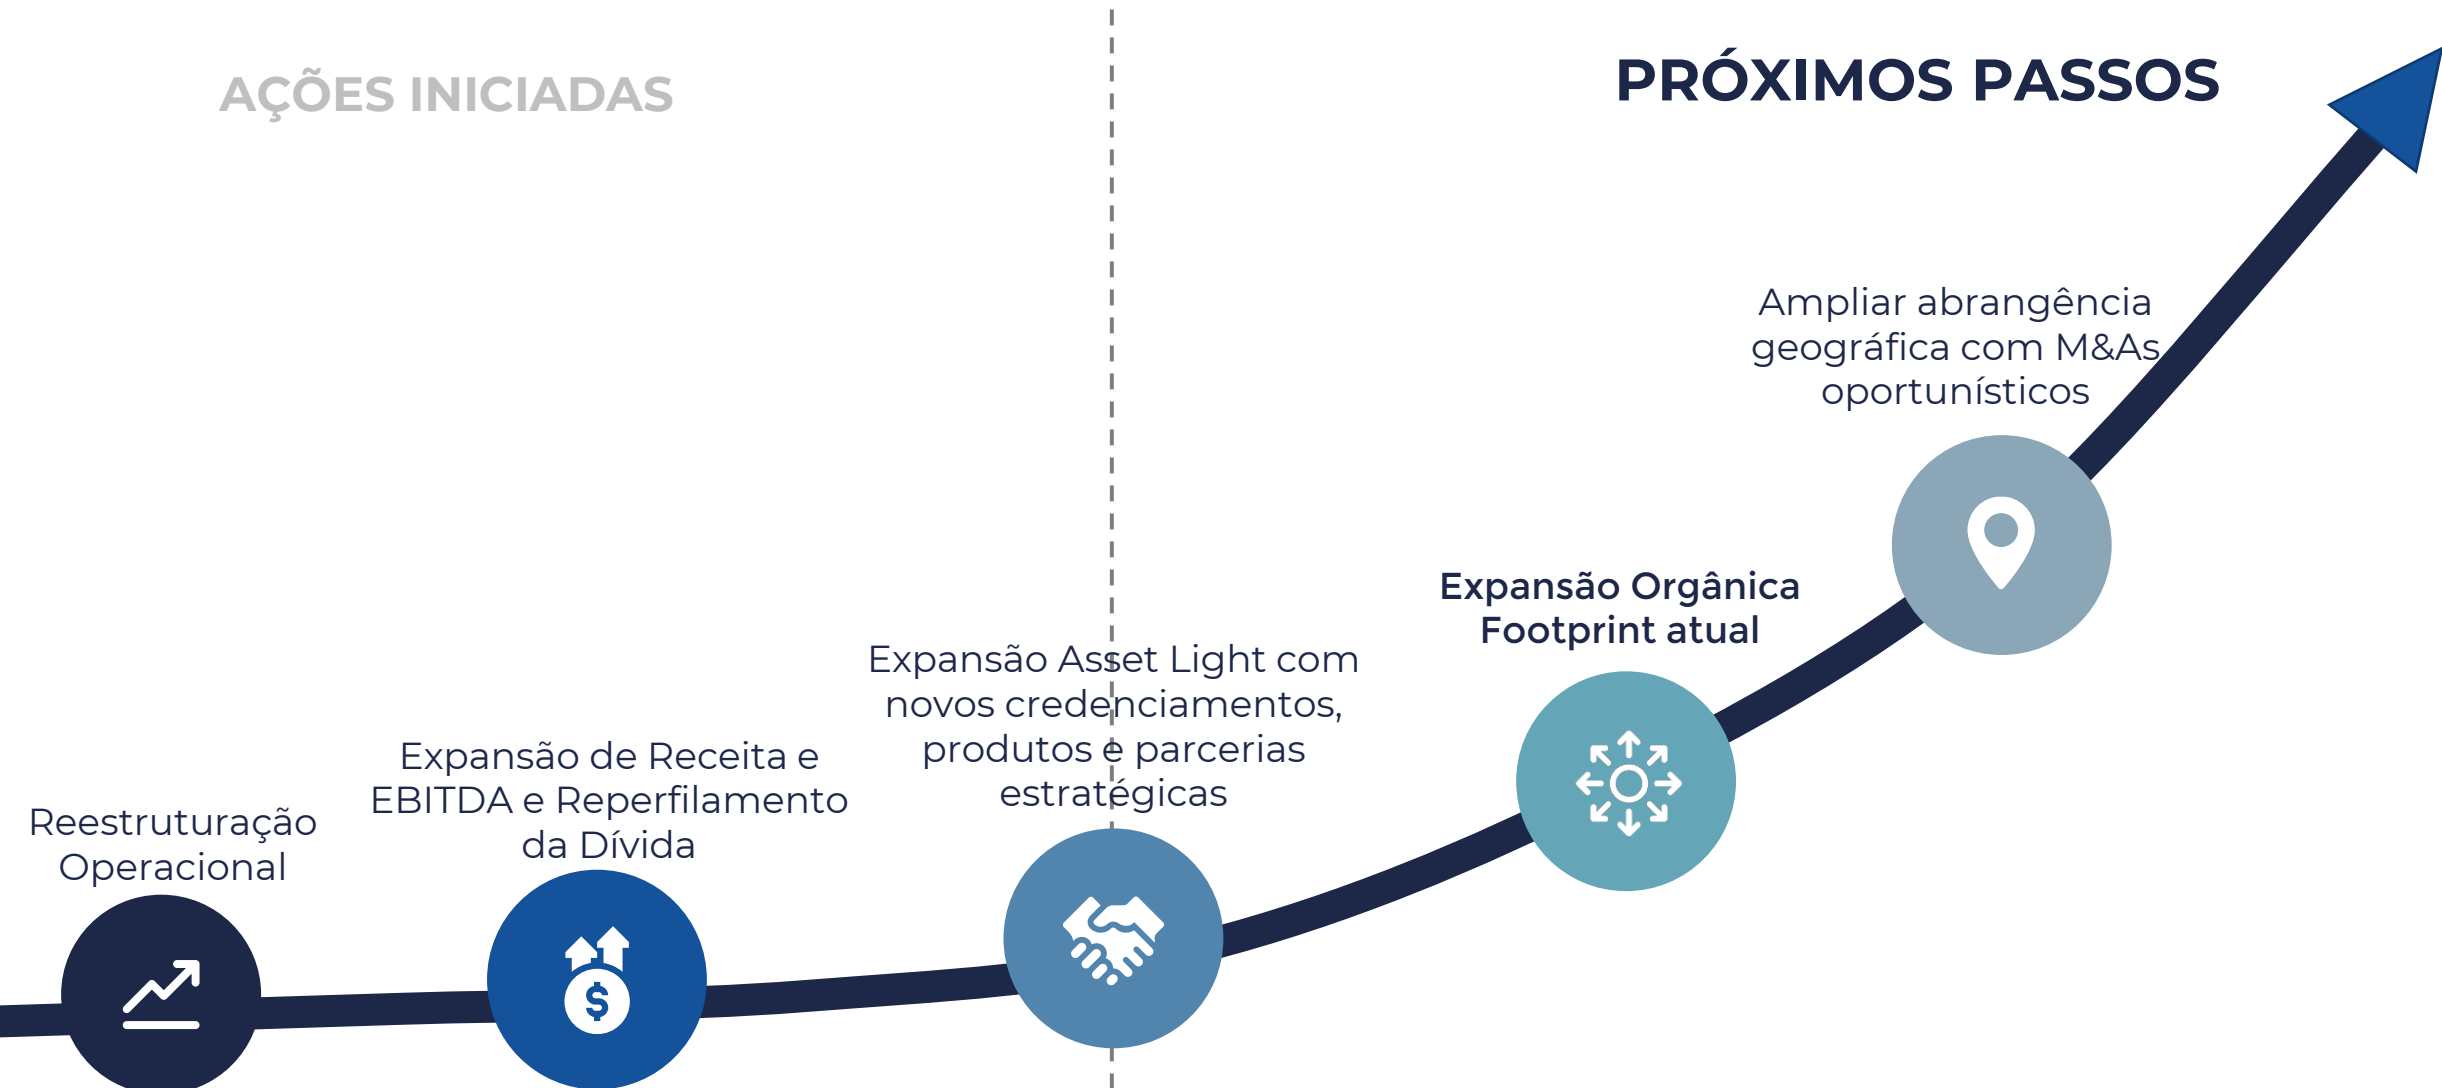 AÇÕES INICIADAS
PRÓXIMOS PASSOS
Reestruturação
Operacional
Expansão de Receita e
EBITDA e Reperfilamento
da Dívida
Expansão Asset Light com
novos credenciamentos,
produtos e parcerias
estratégicas
Expansão Orgânica
Footprint atual
Ampliar abrangência
geográfica com M&As
oportunísticos
$